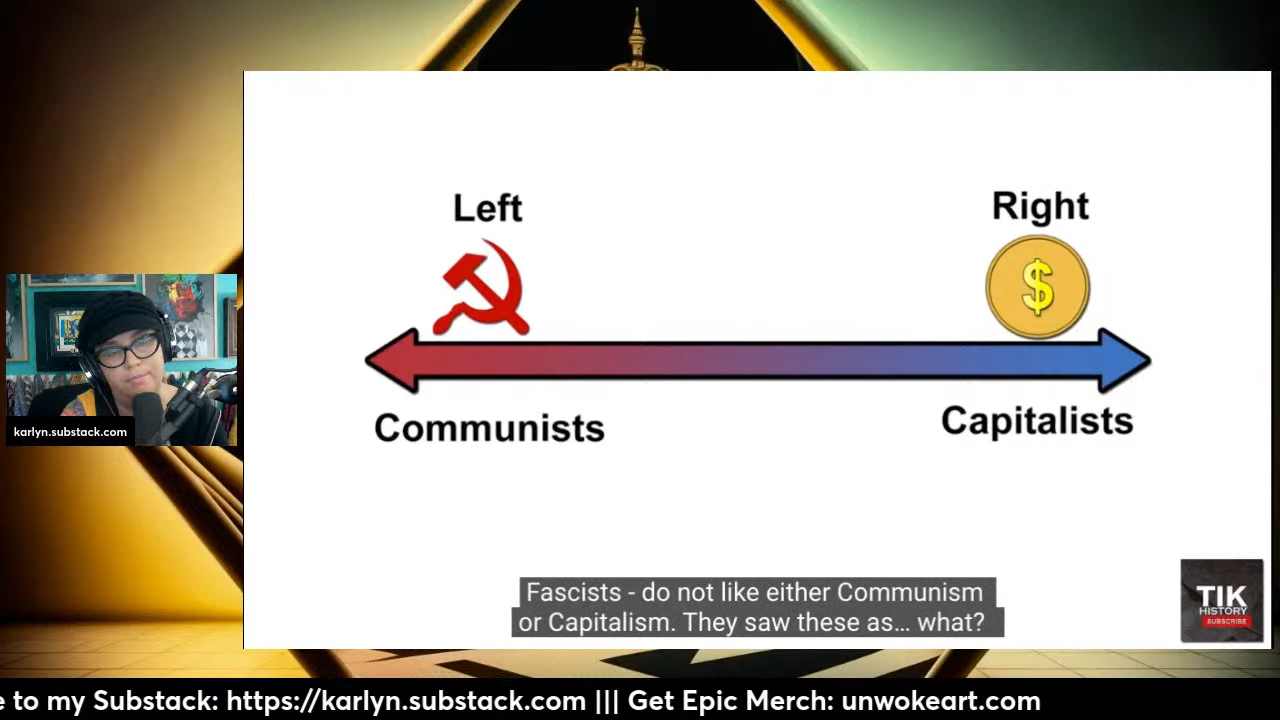 Left
Right
$
Communists
Capitalists
Fascists - do not like either Communism
or Capitalism. They saw these as... what?
TIK
HISTORY
SUBSCRIBE
karlyn.substack.com
e to my Substack: https://karlyn.substack.com ||| Get Epic Merch: unwokeart.com